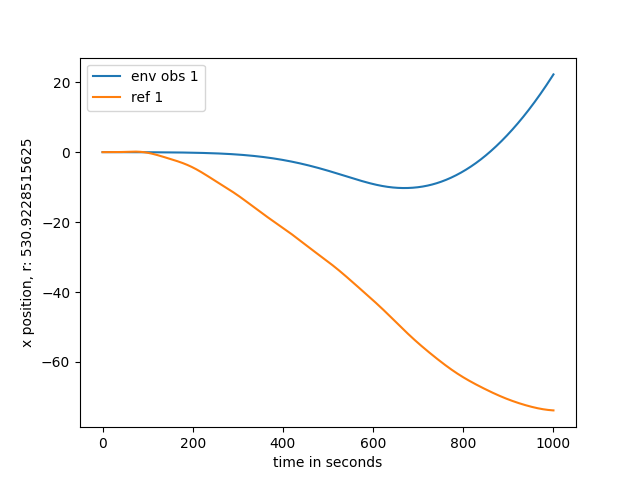 env obs 1
ref 1
20
0
−20
−40
−60
x position, r: 530.9228515625
0 200 400 600 800 1000
time in seconds